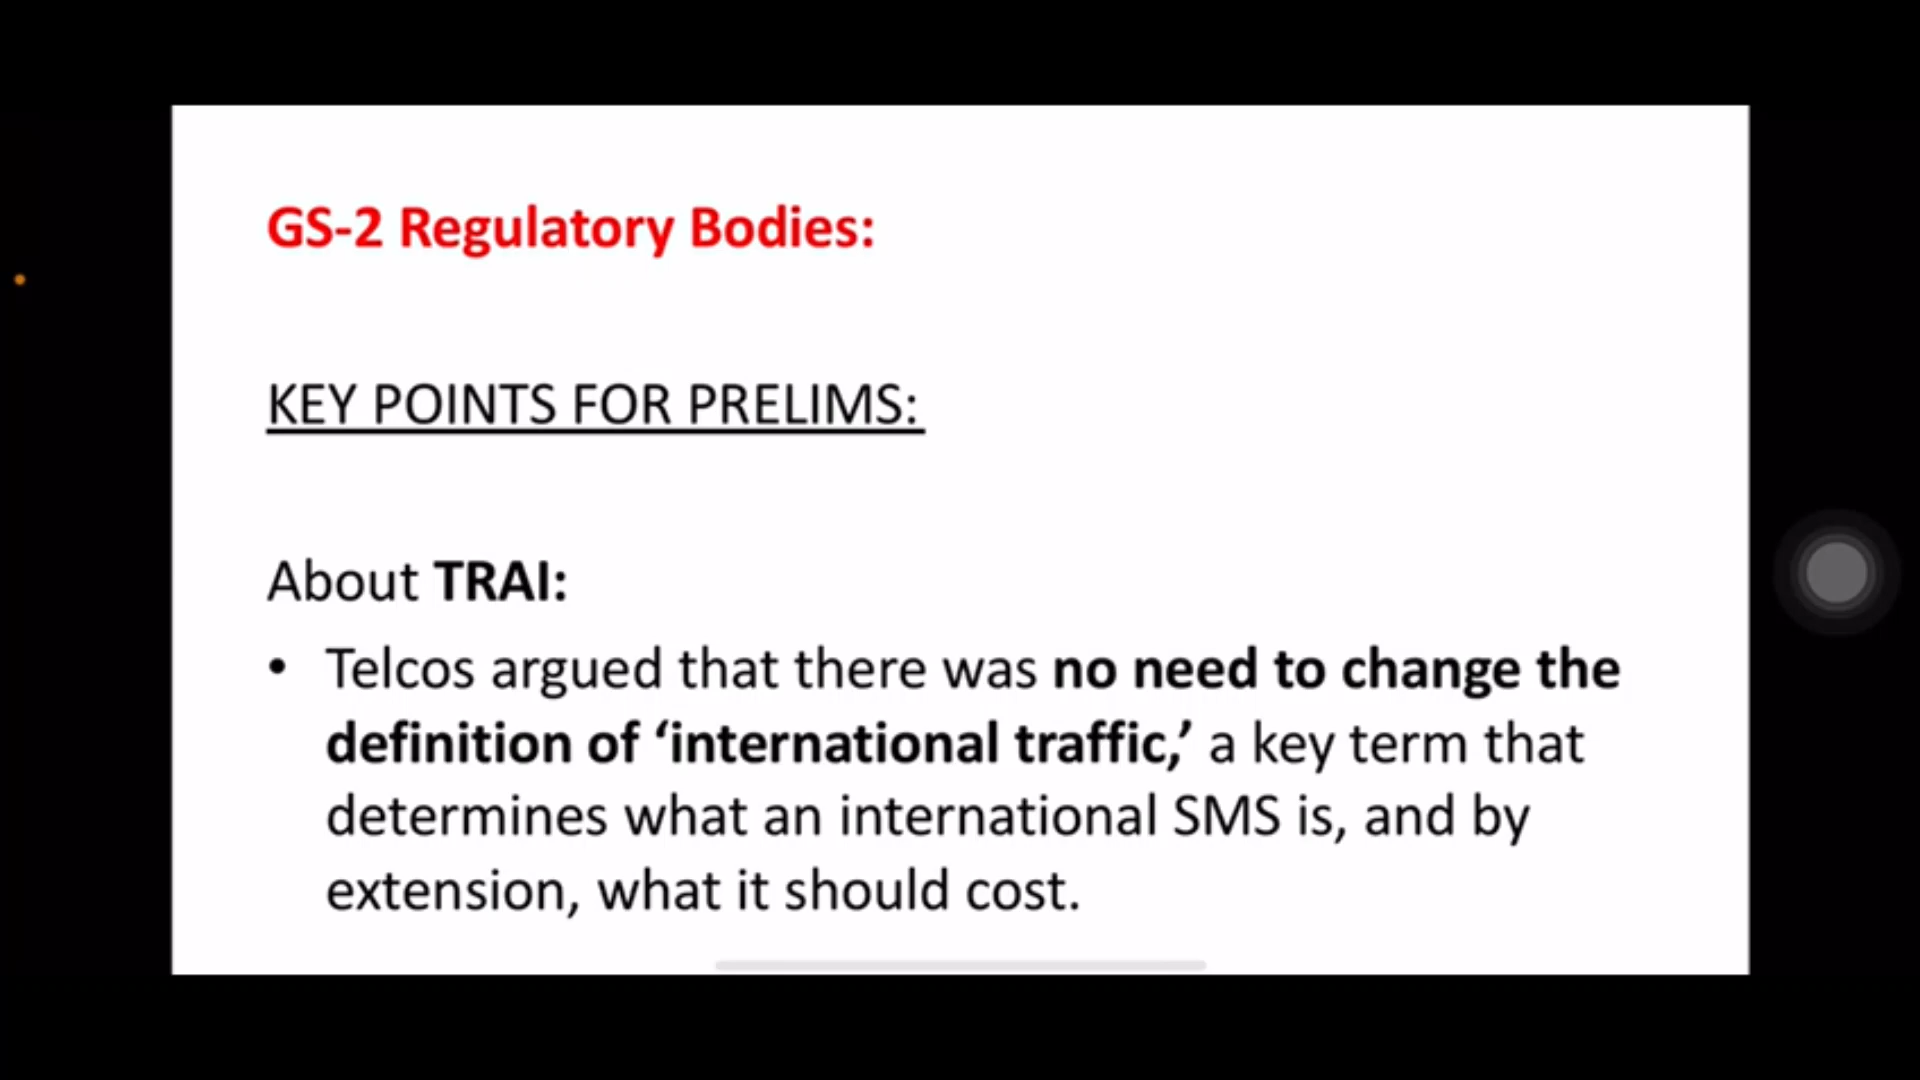 GS-2 Regulatory Bodies:
KEY POINTS FOR PRELIMS:
About TRAI:
• Telcos argued that there was no need to change the
definition of ‘international traffic,’ a key term that
determines what an international SMS is, and by
extension, what it should cost.